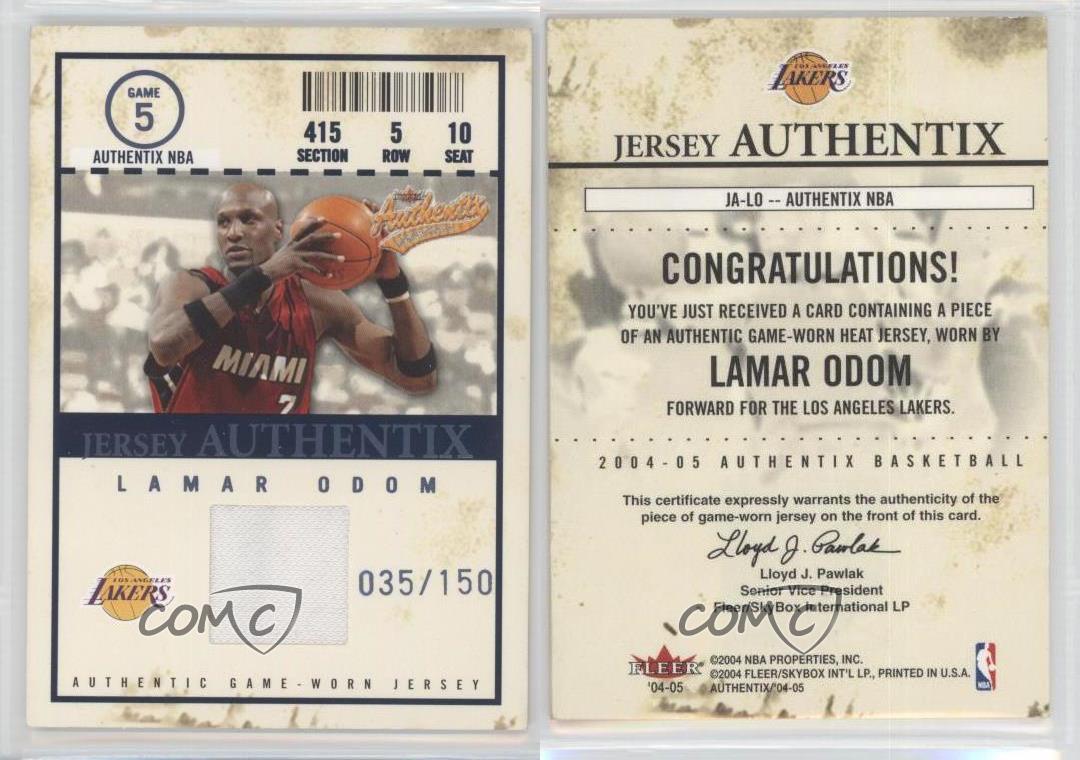 GAME
5
AUTHENTIX NBA
415 5 10
SECTION ROW SEAT
Authentix
MIAMI
7
JERSEY AUTHENTIX
LAMAR ODOM
LOS ANGELES
LAKERS
035/150
COMC
AUTHENTIC GAME-WORN JERSEY
LOS ANGELES
LAKERS
JERSEY AUTHENTIX
JA-LO -- AUTHENTIX NBA
CONGRATULATIONS!
YOU'VE JUST RECEIVED A CARD CONTAINING A PIECE
OF AN AUTHENTIC GAME-WORN HEAT JERSEY, WORN BY
LAMAR ODOM
FORWARD FOR THE LOS ANGELES LAKERS.
2004-05 AUTHENTIX BASKETBALL
This certificate expressly warrants the authenticity of the
piece of game-worn jersey on the front of this card.
Lloyd J. Pawlak
Lloyd J. Pawlak
Senior Vice President
Fleer/SkyBox International LP
COMC
FLEER
'04-05
©2004 NBA PROPERTIES, INC.
©2004 FLEER/SKYBOX INT'L LP., PRINTED IN U.S.A.
AUTHENTIX/'04-05
NBA